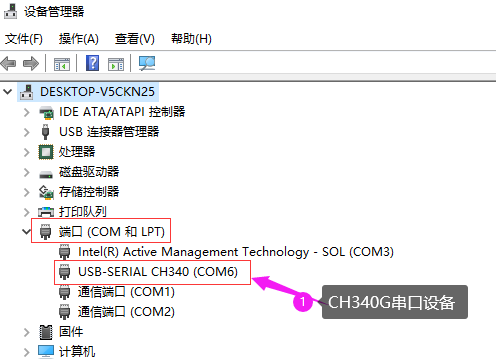 设备管理器
文件(F) 操作(A) 查看(V) 帮助(H)
DESKTOP-V5CKN25
IDE ATA/ATAPI 控制器
USB 连接器管理器
处理器
磁盘驱动器
存储控制器
打印队列
端口 (COM 和 LPT)
Intel(R) Active Management Technology - SOL (COM3)
USB-SERIAL CH340 (COM6)
1 CH340G串口设备
通信端口 (COM1)
通信端口 (COM2)
固件
计算机